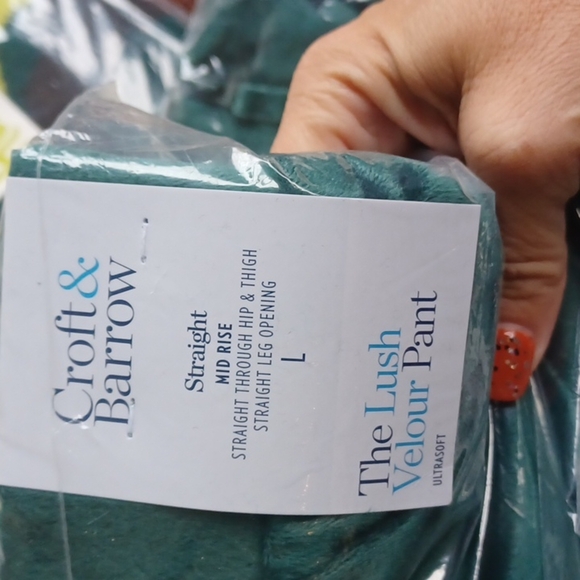 Croft&
Barrow
Straight
MID RISE
STRAIGHT THROUGH HIP & THIGH
STRAIGHT LEG OPENING
L
The Lush
Velour Pant
ULTRASOFT